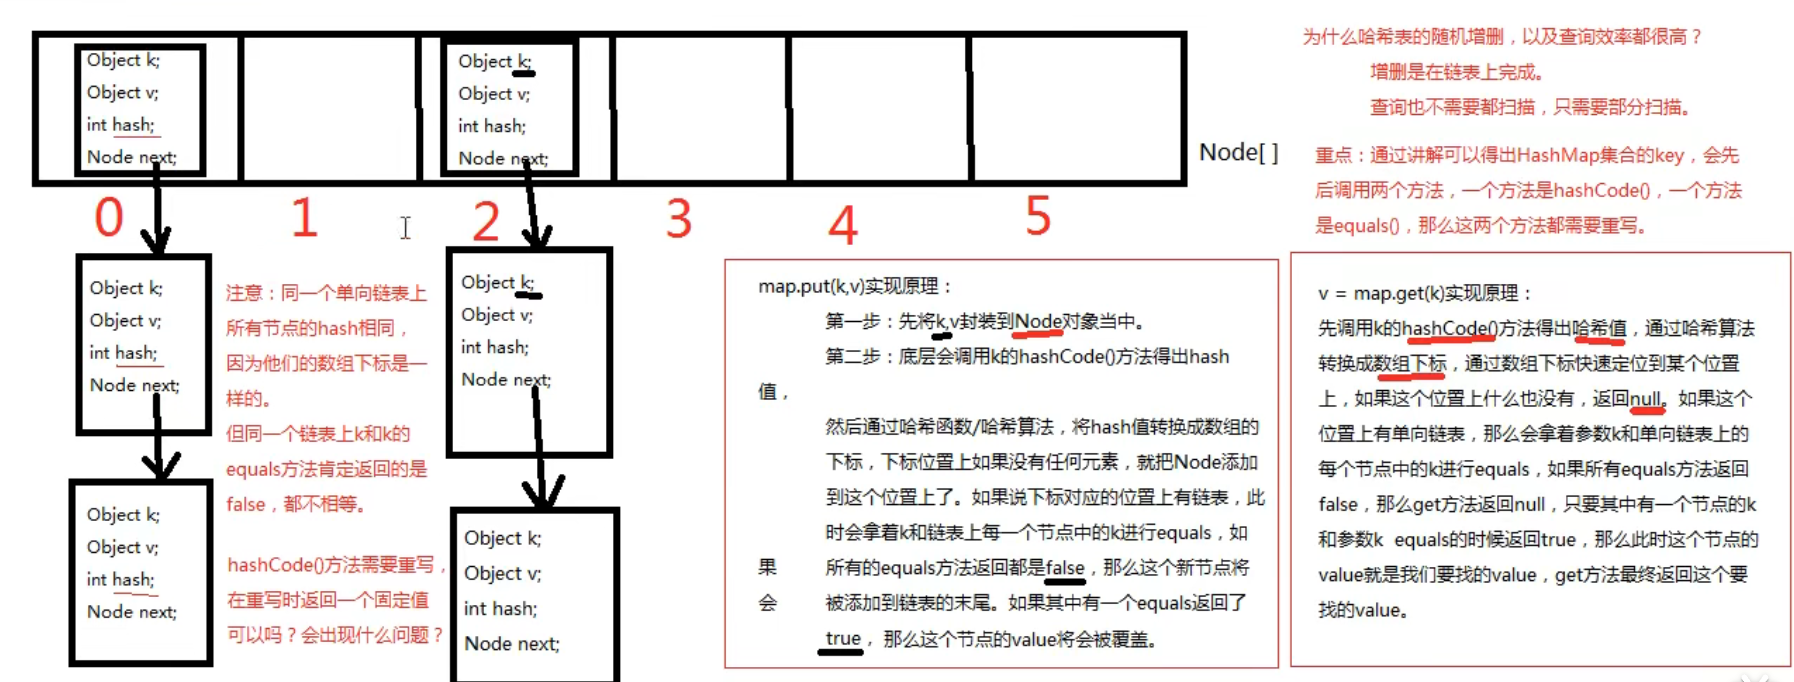 Object k;
Object v;
int hash;
Node next;
Object k;
Object v;
int hash;
Node next;
Node[ ]
0
1
2
3
4
5
Object k;
Object v;
int hash;
Node next;
Object k;
Object v;
int hash;
Node next;
注意：同一个单向链表上
所有节点的hash相同，
因为他们的数组下标是一
样的。
但同一个链表上k和k的
equals方法肯定返回的是
false，都不相等。
hashCode()方法需要重写，
在重写时返回一个固定值
可以吗？会出现什么问题？
Object k;
Object v;
int hash;
Node next;
Object k;
Object v;
int hash;
Node next;
为什么哈希表的随机增删，以及查询效率都很高？
增删是在链表上完成。
查询也不需要都扫描，只需要部分扫描。
重点：通过讲解可以得出HashMap集合的key，会先
后调用两个方法，一个方法是hashCode()，一个方法
是equals()，那么这两个方法都需要重写。
map.put(k,v)实现原理：
第一步：先将k,v封装到Node对象当中。
第二步：底层会调用k的hashCode()方法得出hash
值，
然后通过哈希函数/哈希算法，将hash值转换成数组的
下标，下标位置上如果没有任何元素，就把Node添加
到这个位置上了。如果说下标对应的位置上有链表，此
时会拿着k和链表上每一个节点中的k进行equals，如
果 所有的equals方法返回都是false，那么这个新节点将
会 被添加到链表的末尾。如果其中有一个equals返回了
true，那么这个节点的value将会被覆盖。
v = map.get(k)实现原理：
先调用k的hashCode()方法得出哈希值，通过哈希算法
转换成数组下标，通过数组下标快速定位到某个位置
上，如果这个位置上什么也没有，返回null。如果这个
位置上有单向链表，那么会拿着参数k和单向链表上的
每个节点中的k进行equals，如果所有equals方法返回
false，那么get方法返回null，只要其中有一个节点的k
和参数k equals的时候返回true，那么此时这个节点的
value就是我们要找的value，get方法最终返回这个要
找的value。